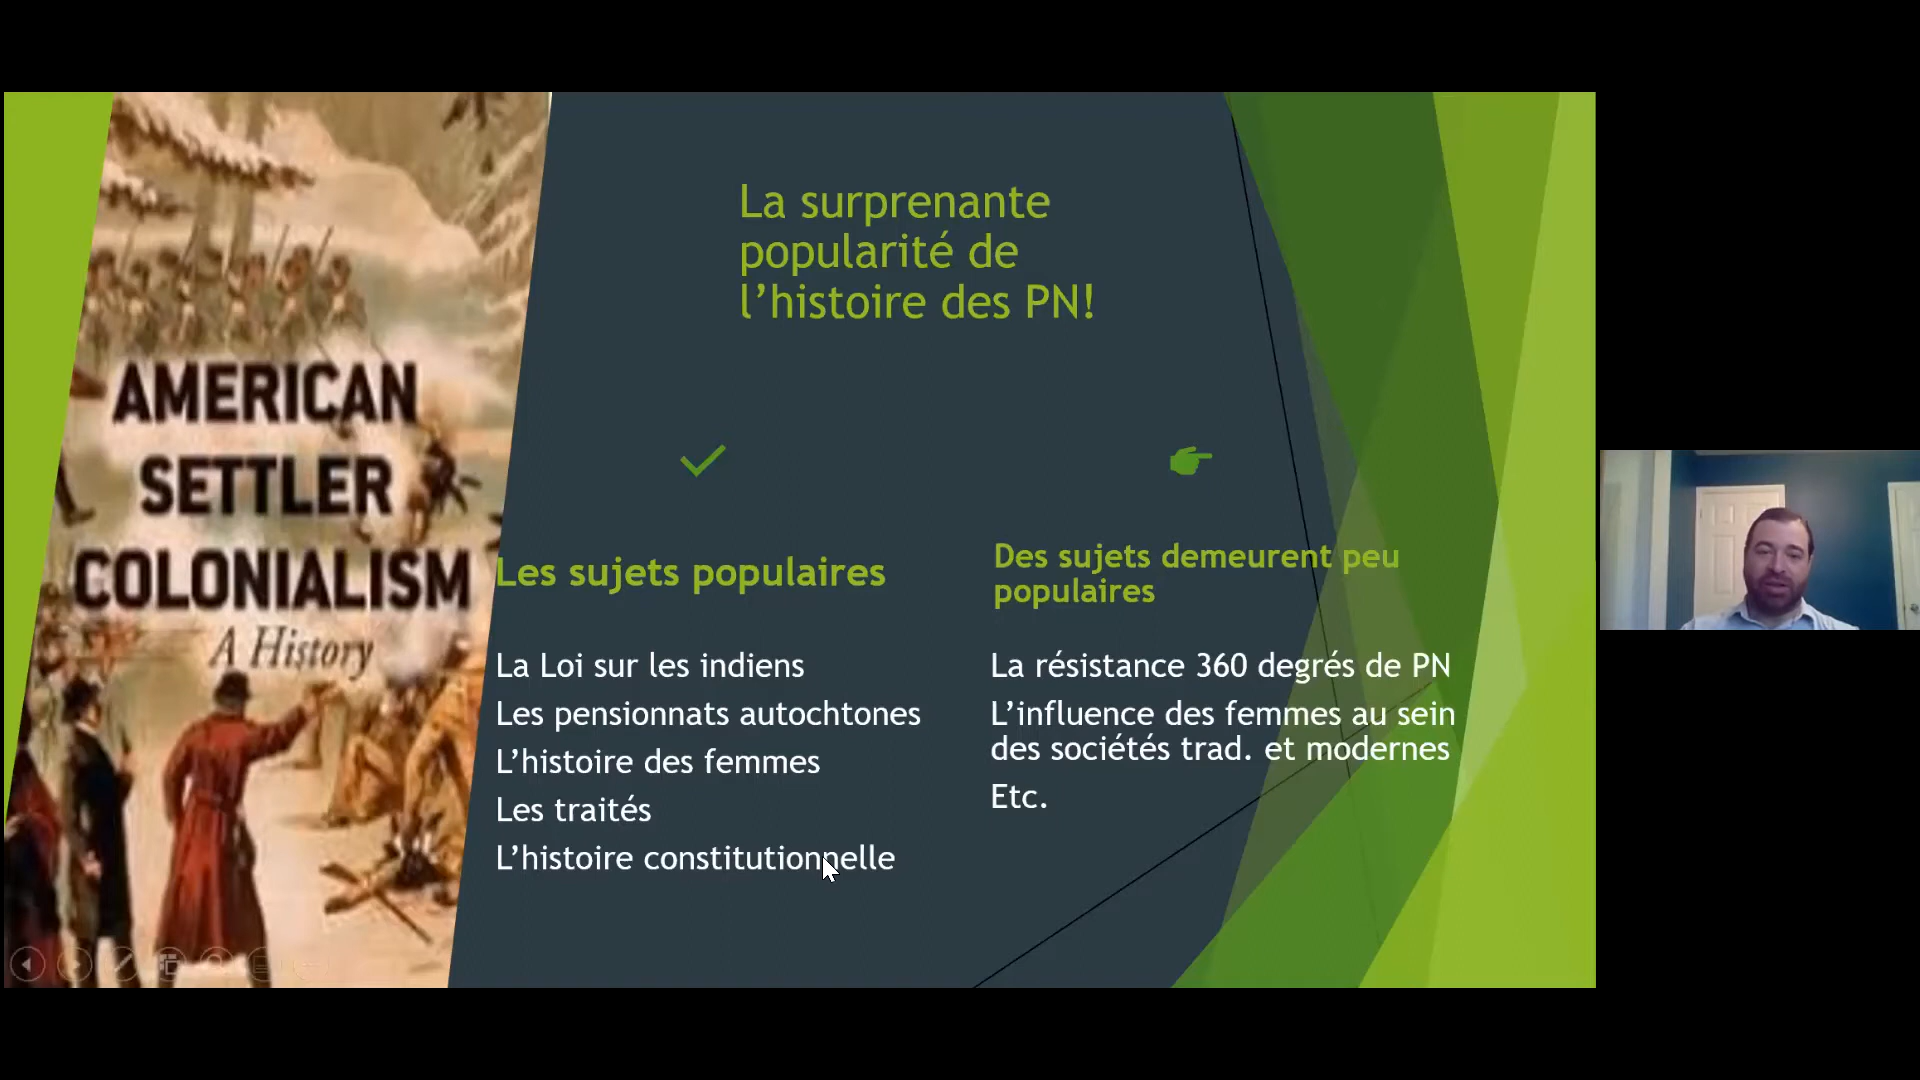 AMERICAN
SETTLER
COLONIALISM
A History
La surprenante
popularité de
l’histoire des PN!
Les sujets populaires
La Loi sur les indiens
Les pensionnats autochtones
L’histoire des femmes
Les traités
L’histoire constitutionnelle
Des sujets demeurent peu
populaires
La résistance 360 degrés de PN
L’influence des femmes au sein
des sociétés trad. et modernes
Etc.